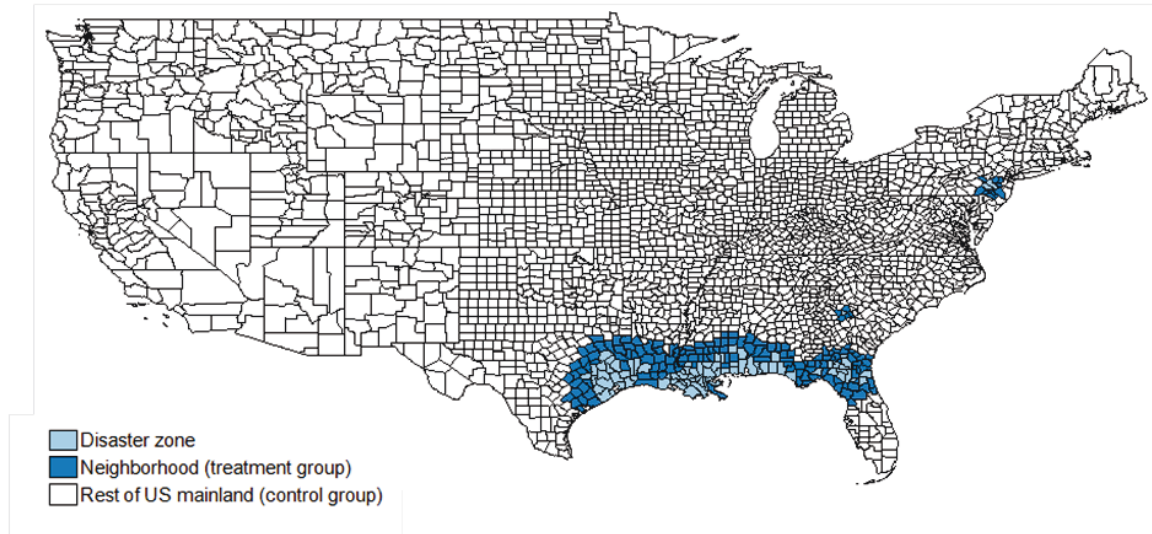 Disaster zone
Neighborhood (treatment group)
Rest of US mainland (control group)